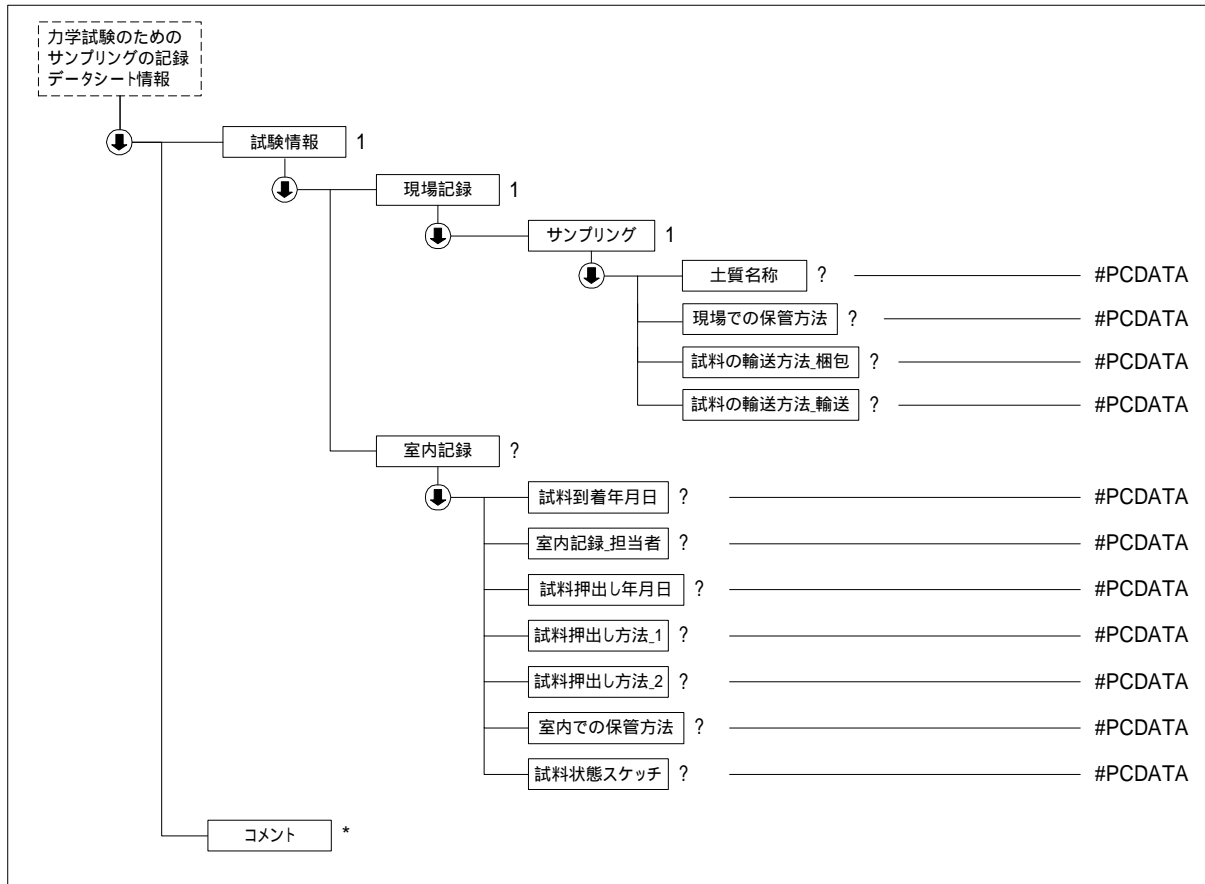 力学試験のための
サンプリングの記録
データシート情報
試験情報 1
現場記録 1
サンプリング 1
土質名称 ? #PCDATA
現場での保管方法 ? #PCDATA
試料の輸送方法_梱包 ? #PCDATA
試料の輸送方法_輸送 ? #PCDATA
室内記録 ?
試料到着年月日 ? #PCDATA
室内記録_担当者 ? #PCDATA
試料押出し年月日 ? #PCDATA
試料押出し方法_1 ? #PCDATA
試料押出し方法_2 ? #PCDATA
室内での保管方法 ? #PCDATA
試料状態スケッチ ? #PCDATA
コメント *